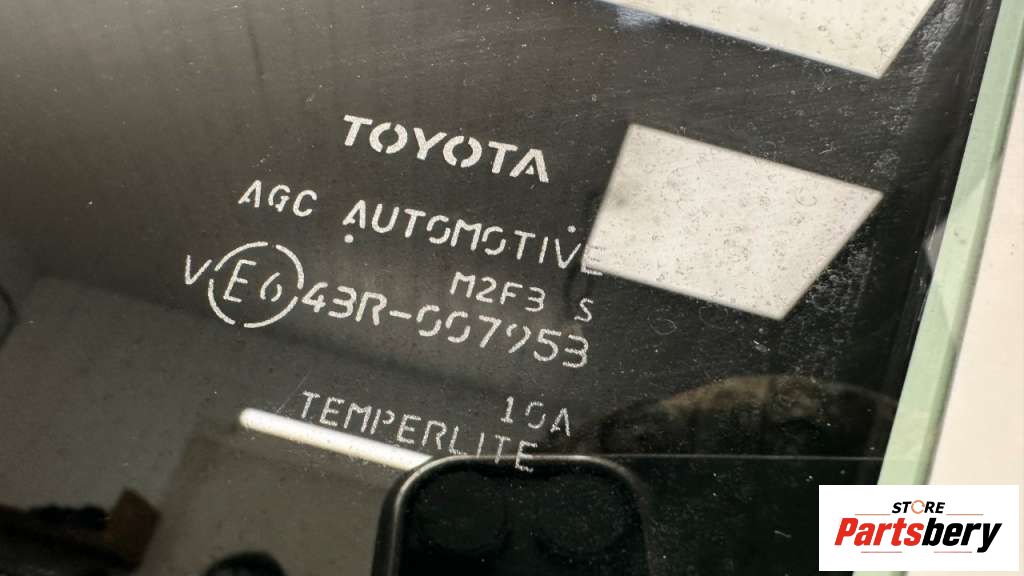 TOYOTA
AGC AUTOMOTIVE
M2F3 S
V E6 43R-007953
10A
TEMPERLITE
STORE
Partsbery